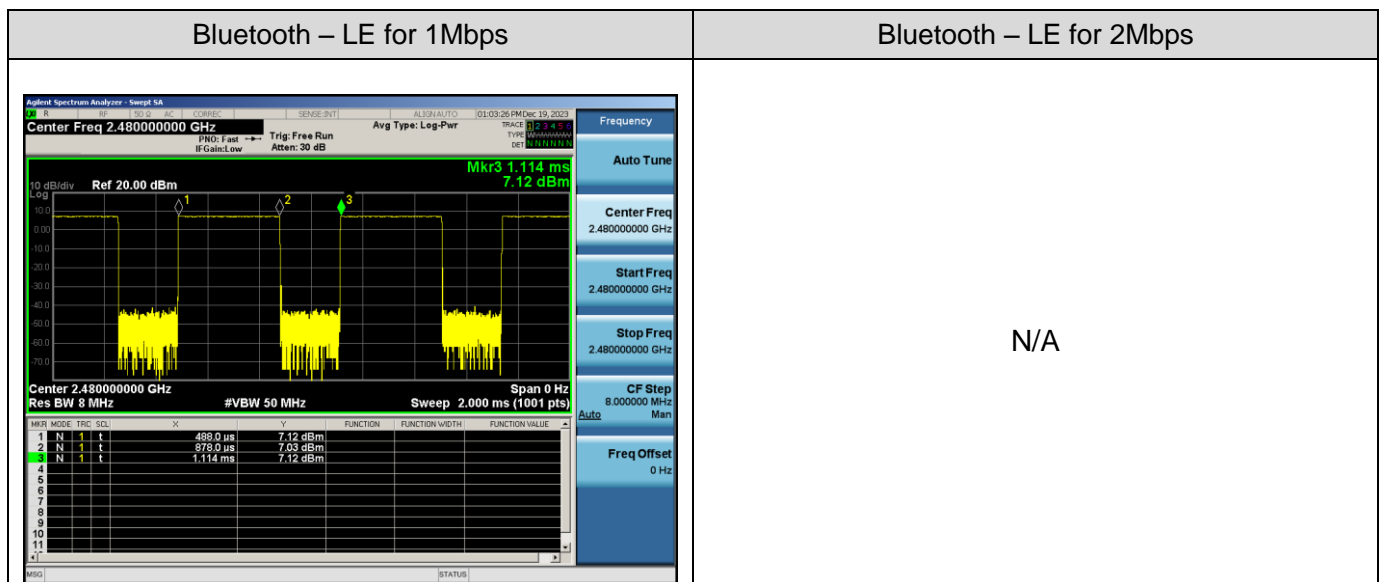 Bluetooth – LE for 1Mbps
Bluetooth – LE for 2Mbps
Agilent Spectrum Analyzer - Swept SA
R RF 50 Ω AC CORREC SENSE:INT ALIGN AUTO 01:03:26 PM Dec 19, 2023
Center Freq 2.480000000 GHz
PNO: Fast
IFGain:Low
Trig: Free Run
Atten: 30 dB
Avg Type: Log-Pwr
TRACE 1 2 3 4 5 6
TYPE
DET N N N N N N
Mkr3 1.114 ms
7.12 dBm
10 dB/div Ref 20.00 dBm
Log
1 2 3
10.0
0.00
-10.0
-20.0
-30.0
-40.0
-50.0
-60.0
-70.0
Center 2.480000000 GHz Span 0 Hz
Res BW 8 MHz #VBW 50 MHz Sweep 2.000 ms (1001 pts)
MKR MODE TRC SCL X Y FUNCTION FUNCTION WIDTH FUNCTION VALUE
1 N 1 t 488.0 µs 7.12 dBm
2 N 1 t 878.0 µs 7.03 dBm
3 N 1 t 1.114 ms 7.12 dBm
4
5
6
7
8
9
10
11
MSG STATUS
Frequency
Auto Tune
Center Freq
2.480000000 GHz
Start Freq
2.480000000 GHz
Stop Freq
2.480000000 GHz
CF Step
8.000000 MHz
Auto Man
Freq Offset
0 Hz
N/A